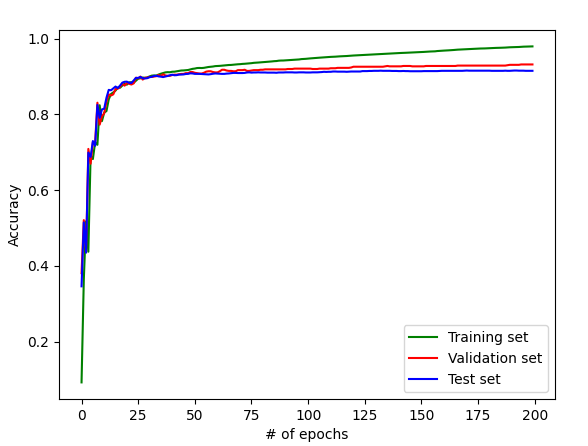 1.0
0.8
0.6
0.4
0.2
Accuracy
0 25 50 75 100 125 150 175 200
# of epochs
Training set
Validation set
Test set